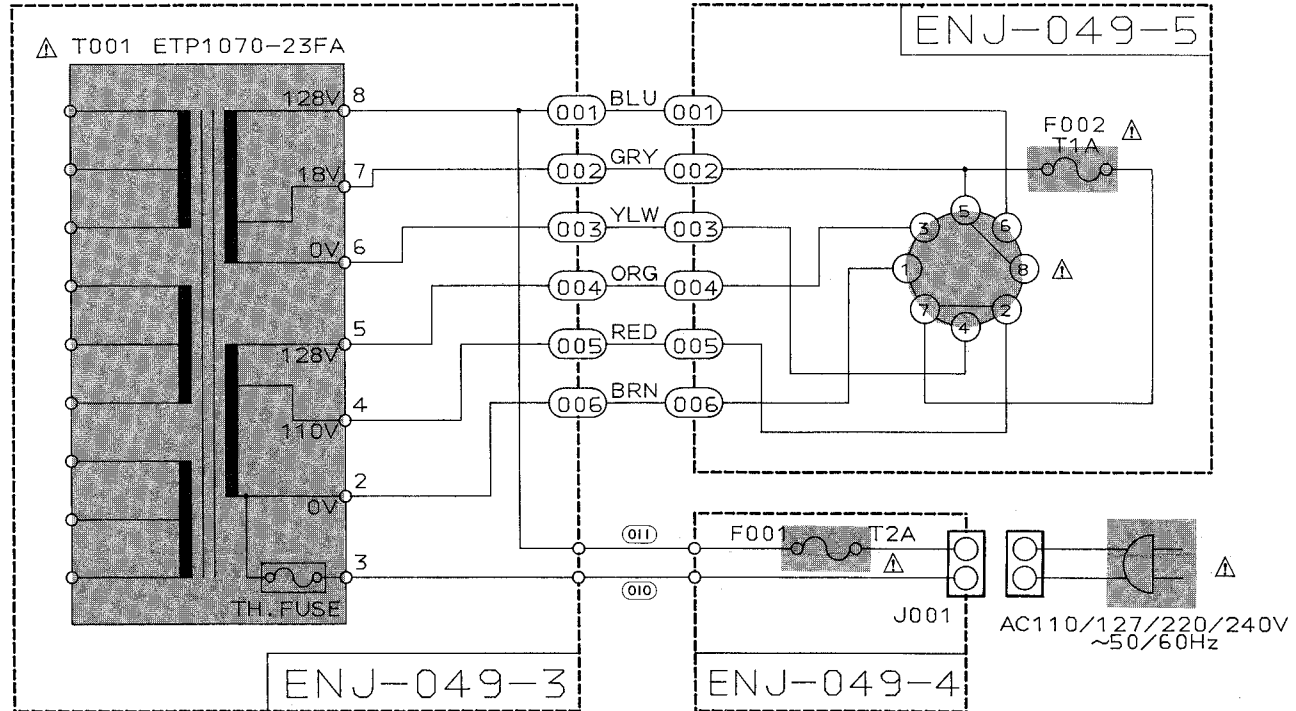 ENJ-049-5
T001 ETP1070-23FA
128V 8
18V 7
0V 6
128V 5
110V 4
0V 2
TH.FUSE 3
001 BLU 001
002 GRY 002
003 YLW 003
004 ORG 004
005 RED 005
006 BRN 006
F002
T1A
5
3 6
1 8
7 2
4
011
010
F001 T2A
J001
AC110/127/220/240V
~50/60Hz
ENJ-049-3
ENJ-049-4